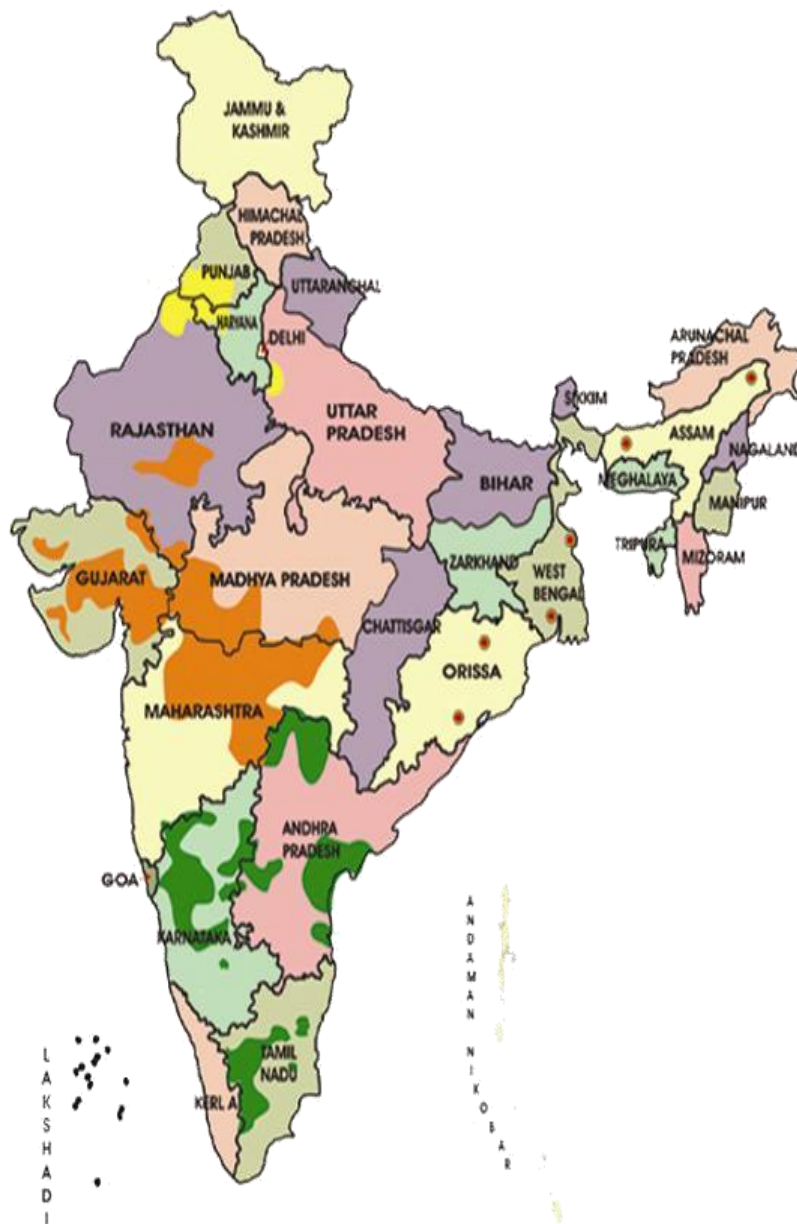 JAMMU &
KASHMIR
HIMACHAL
PRADESH
PUNJAB
UTTARANCHAL
HARYANA
DELHI
ARUNACHAL
PRADESH
SIKKIM
RAJASTHAN
UTTAR
PRADESH
ASSAM
NAGALAND
BIHAR
MEGHALAYA
MANIPUR
TRIPURA
MIZORAM
GUJARAT
MADHYA PRADESH
ZARKHAND
WEST
BENGAL
CHATTISGAR
ORISSA
MAHARASHTRA
ANDHRA
PRADESH
GOA
KARNATAKA
TAMIL
NADU
KERL A
ANDAMAN NIKOBAR
LAKSHADI